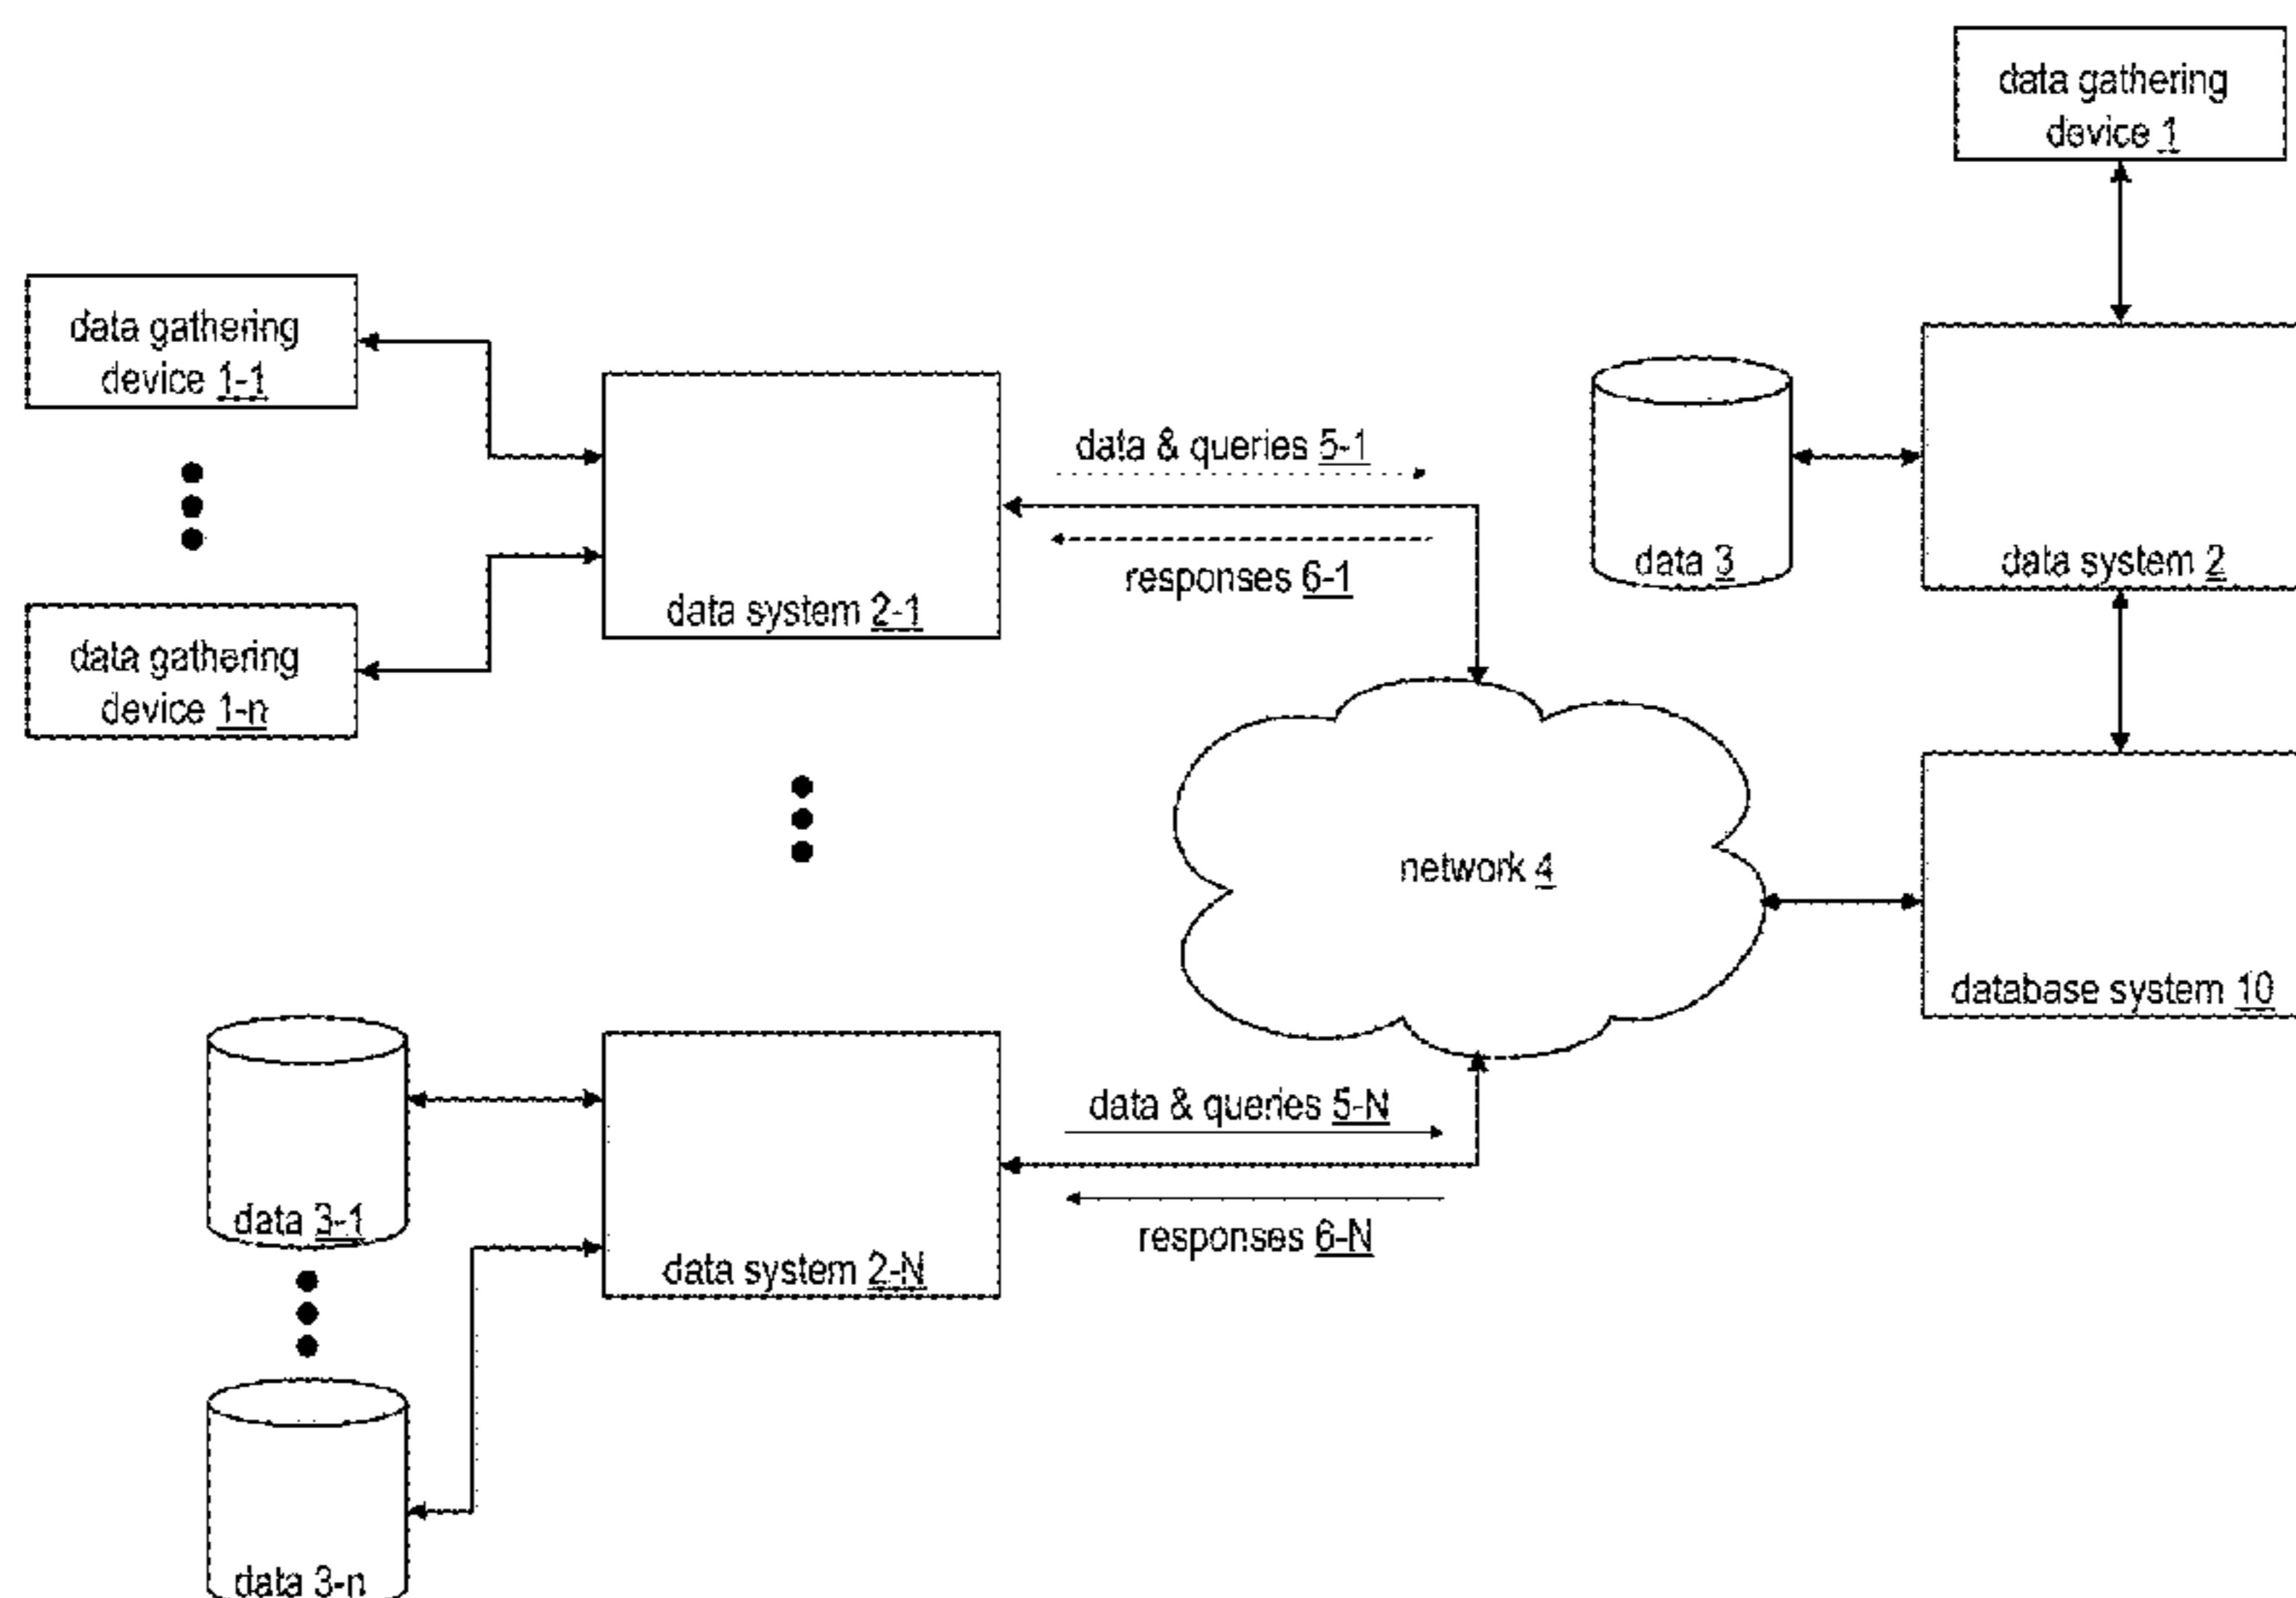 data gathering
device 1
data gathering
device 1-1
data & queries 5-1
responses 6-1
data 3
data system 2
data system 2-1
data gathering
device 1-n
network 4
database system 10
data & queries 5-N
data 3-1
responses 6-N
data system 2-N
data 3-n